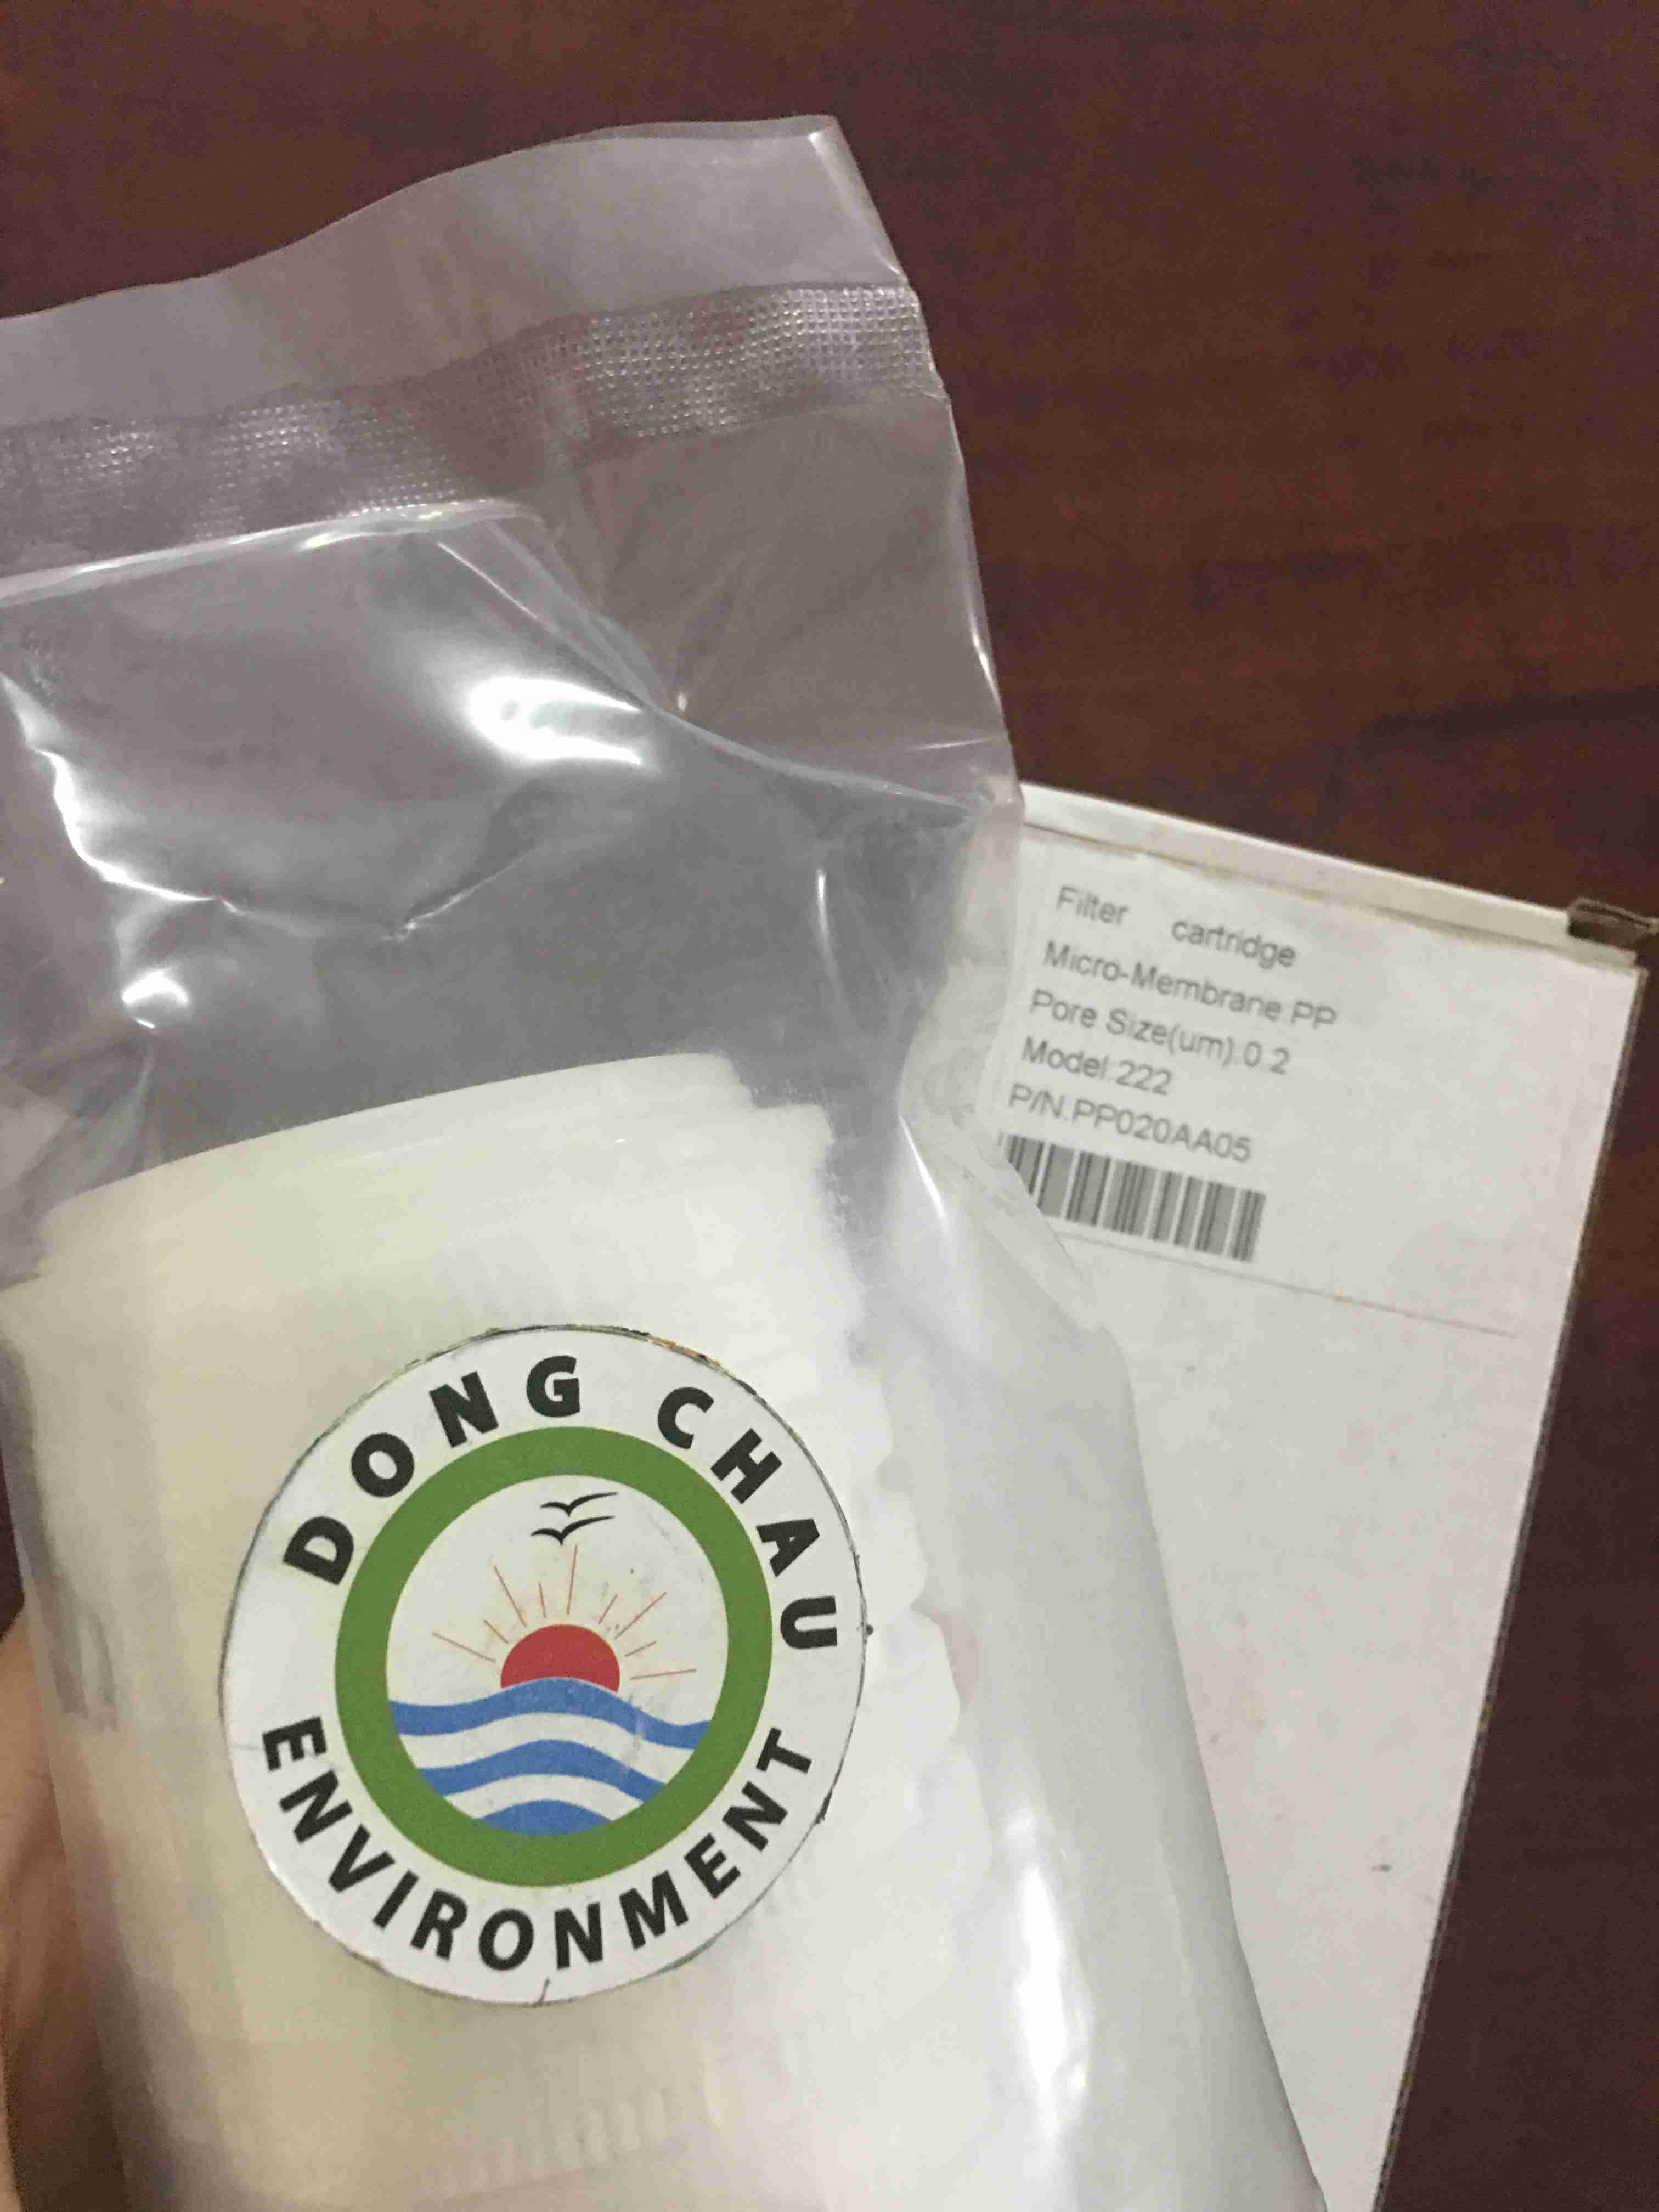 Filter cartridge
Micro-Membrane PP
Pore Size(um):0.2
Model:222
P/N.PP020AA05
DONG CHAU
ENVIRONMENT